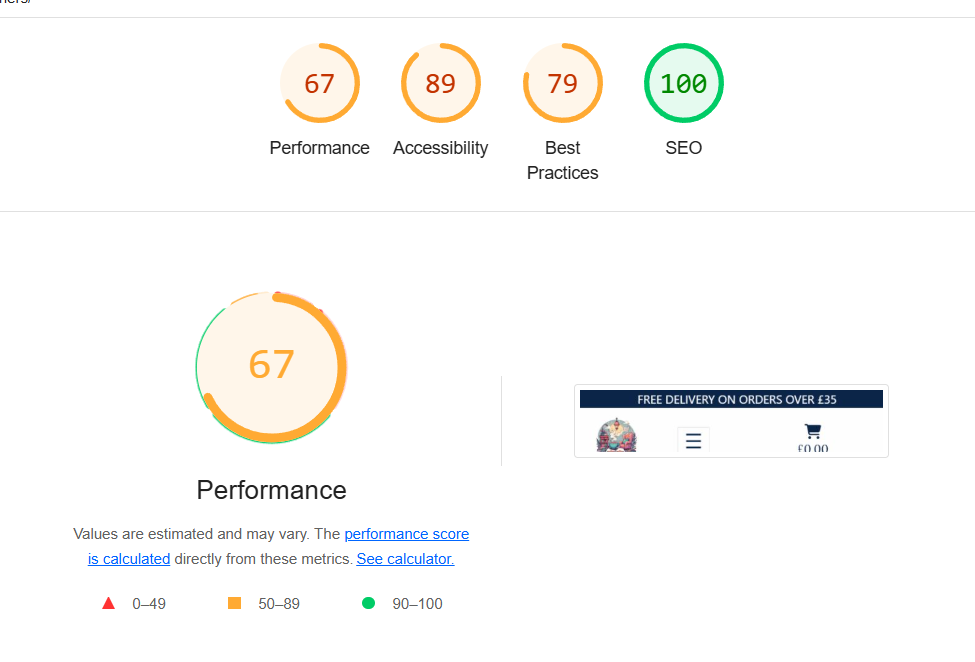 67
89
79
100
Performance
Accessibility
Best
Practices
SEO
67
FREE DELIVERY ON ORDERS OVER £35
£0.00
Performance
Values are estimated and may vary. The performance score
is calculated directly from these metrics. See calculator.
0–49
50–89
90–100